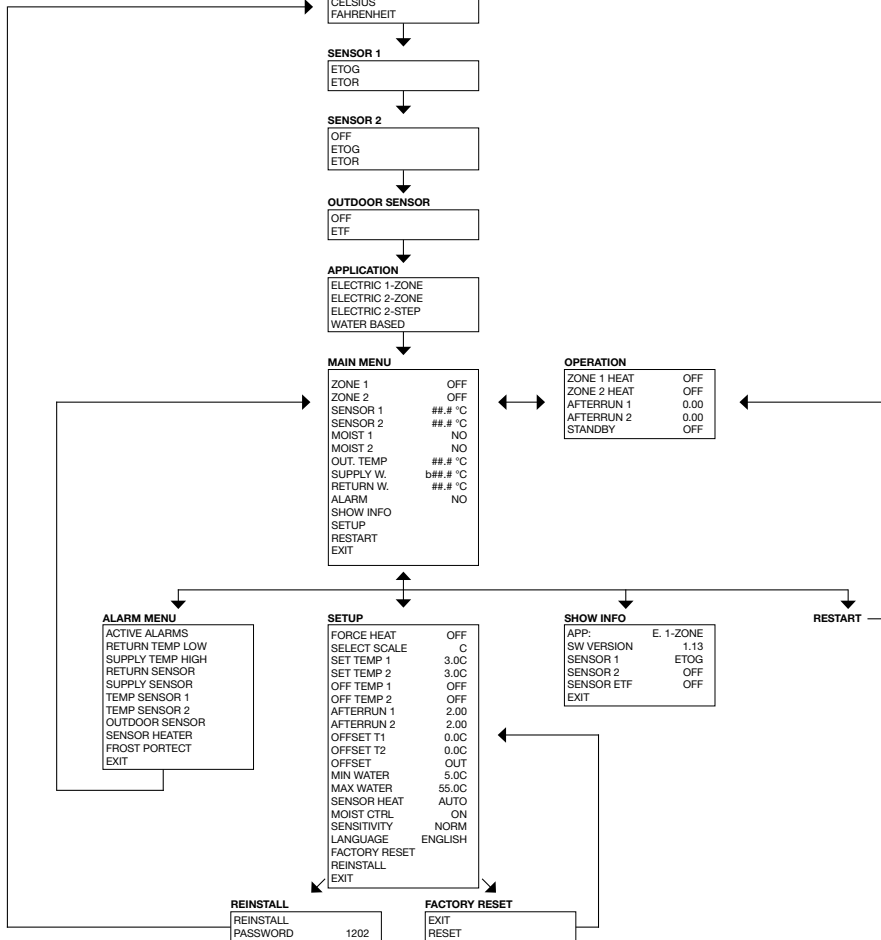 CELSIUS
FAHRENHEIT
SENSOR 1
ETOG
ETOR
SENSOR 2
OFF
ETOG
ETOR
OUTDOOR SENSOR
OFF
ETF
APPLICATION
ELECTRIC 1-ZONE
ELECTRIC 2-ZONE
ELECTRIC 2-STEP
WATER BASED
MAIN MENU
ZONE 1 OFF
ZONE 2 OFF
SENSOR 1 ##.# °C
SENSOR 2 ##.# °C
MOIST 1 NO
MOIST 2 NO
OUT. TEMP ##.# °C
SUPPLY W. b##.# °C
RETURN W. ##.# °C
ALARM NO
SHOW INFO
SETUP
RESTART
EXIT
OPERATION
ZONE 1 HEAT OFF
ZONE 2 HEAT OFF
AFTERRUN 1 0.00
AFTERRUN 2 0.00
STANDBY OFF
ALARM MENU
ACTIVE ALARMS
RETURN TEMP LOW
SUPPLY TEMP HIGH
RETURN SENSOR
SUPPLY SENSOR
TEMP SENSOR 1
TEMP SENSOR 2
OUTDOOR SENSOR
SENSOR HEATER
FROST PORTECT
EXIT
SETUP
FORCE HEAT OFF
SELECT SCALE C
SET TEMP 1 3.0C
SET TEMP 2 3.0C
OFF TEMP 1 OFF
OFF TEMP 2 OFF
AFTERRUN 1 2.00
AFTERRUN 2 2.00
OFFSET T1 0.0C
OFFSET T2 0.0C
OFFSET OUT
MIN WATER 5.0C
MAX WATER 55.0C
SENSOR HEAT AUTO
MOIST CTRL ON
SENSITIVITY NORM
LANGUAGE ENGLISH
FACTORY RESET
REINSTALL
EXIT
SHOW INFO
APP: E. 1-ZONE
SW VERSION 1.13
SENSOR 1 ETOG
SENSOR 2 OFF
SENSOR ETF OFF
EXIT
RESTART
REINSTALL
REINSTALL
PASSWORD 1202
FACTORY RESET
EXIT
RESET